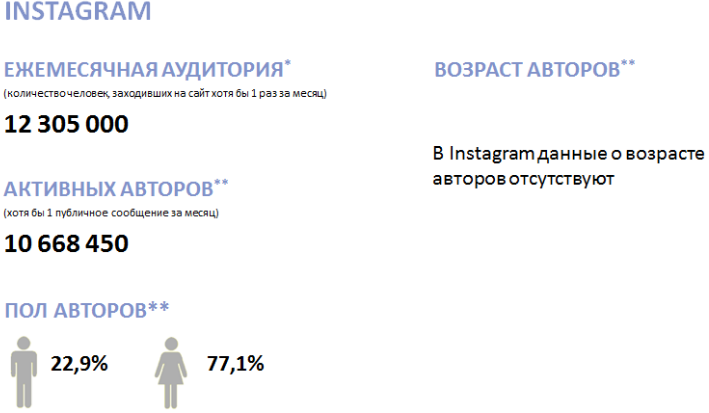 INSTAGRAM
ЕЖЕМЕСЯЧНАЯ АУДИТОРИЯ*
(количество человек, заходивших на сайт хотя бы 1 раз за месяц)
12 305 000
АКТИВНЫХ АВТОРОВ**
(хотя бы 1 публичное сообщение за месяц)
10 668 450
ПОЛ АВТОРОВ**
22,9%
77,1%
ВОЗРАСТ АВТОРОВ**
В Instagram данные о возрасте
авторов отсутствуют